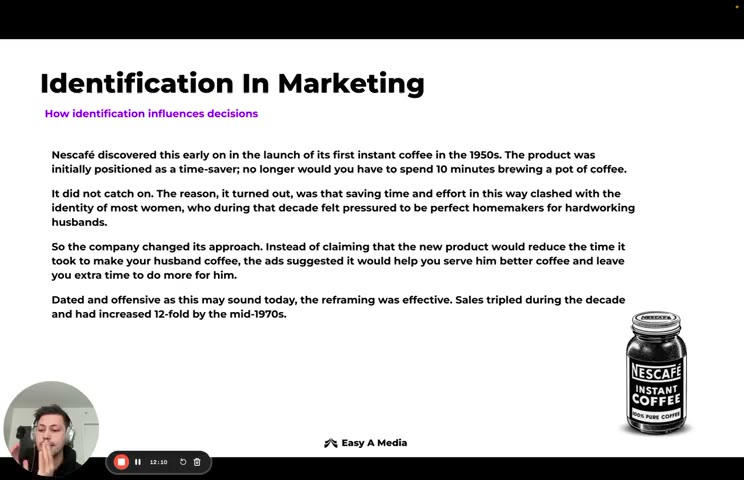 Identification In Marketing
How identification influences decisions
Nescafé discovered this early on in the launch of its first instant coffee in the 1950s. The product was
initially positioned as a time-saver; no longer would you have to spend 10 minutes brewing a pot of coffee.
It did not catch on. The reason, it turned out, was that saving time and effort in this way clashed with the
identity of most women, who during that decade felt pressured to be perfect homemakers for hardworking
husbands.
So the company changed its approach. Instead of claiming that the new product would reduce the time it
took to make your husband coffee, the ads suggested it would help you serve him better coffee and leave
you extra time to do more for him.
Dated and offensive as this may sound today, the reframing was effective. Sales tripled during the decade
and had increased 12-fold by the mid-1970s.
NESCAFÉ
NESCAFÉ
INSTANT
COFFEE
100% PURE COFFEE
Easy A Media
12:10